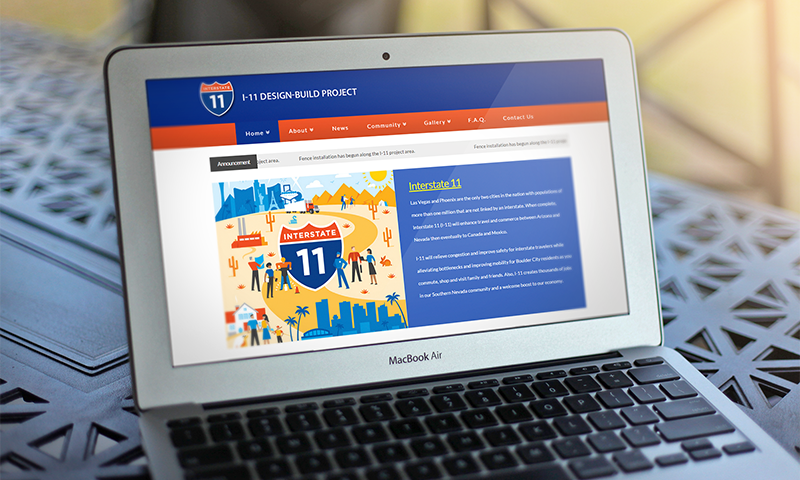 INTERSTATE
11
I-11 DESIGN-BUILD PROJECT
Home About News Community Gallery F.A.Q. Contact Us
Announcement project area. Fence installation has begun along the I-11 project area. Fence installation has begun along the I-11
INTERSTATE
11
Interstate 11
Las Vegas and Phoenix are the only two cities in the nation with populations of
more than one million that are not linked by an interstate. When complete,
Interstate 11 (I-11) will enhance travel and commerce between Arizona and
Nevada then eventually to Canada and Mexico.
I-11 will relieve congestion and improve safety for interstate travelers while
alleviating bottlenecks and improving mobility for Boulder City residents as you
commute, shop and visit family and friends. Also, I-11 creates thousands of jobs
in our Southern Nevada community and a welcome boost to our economy.
MacBook Air